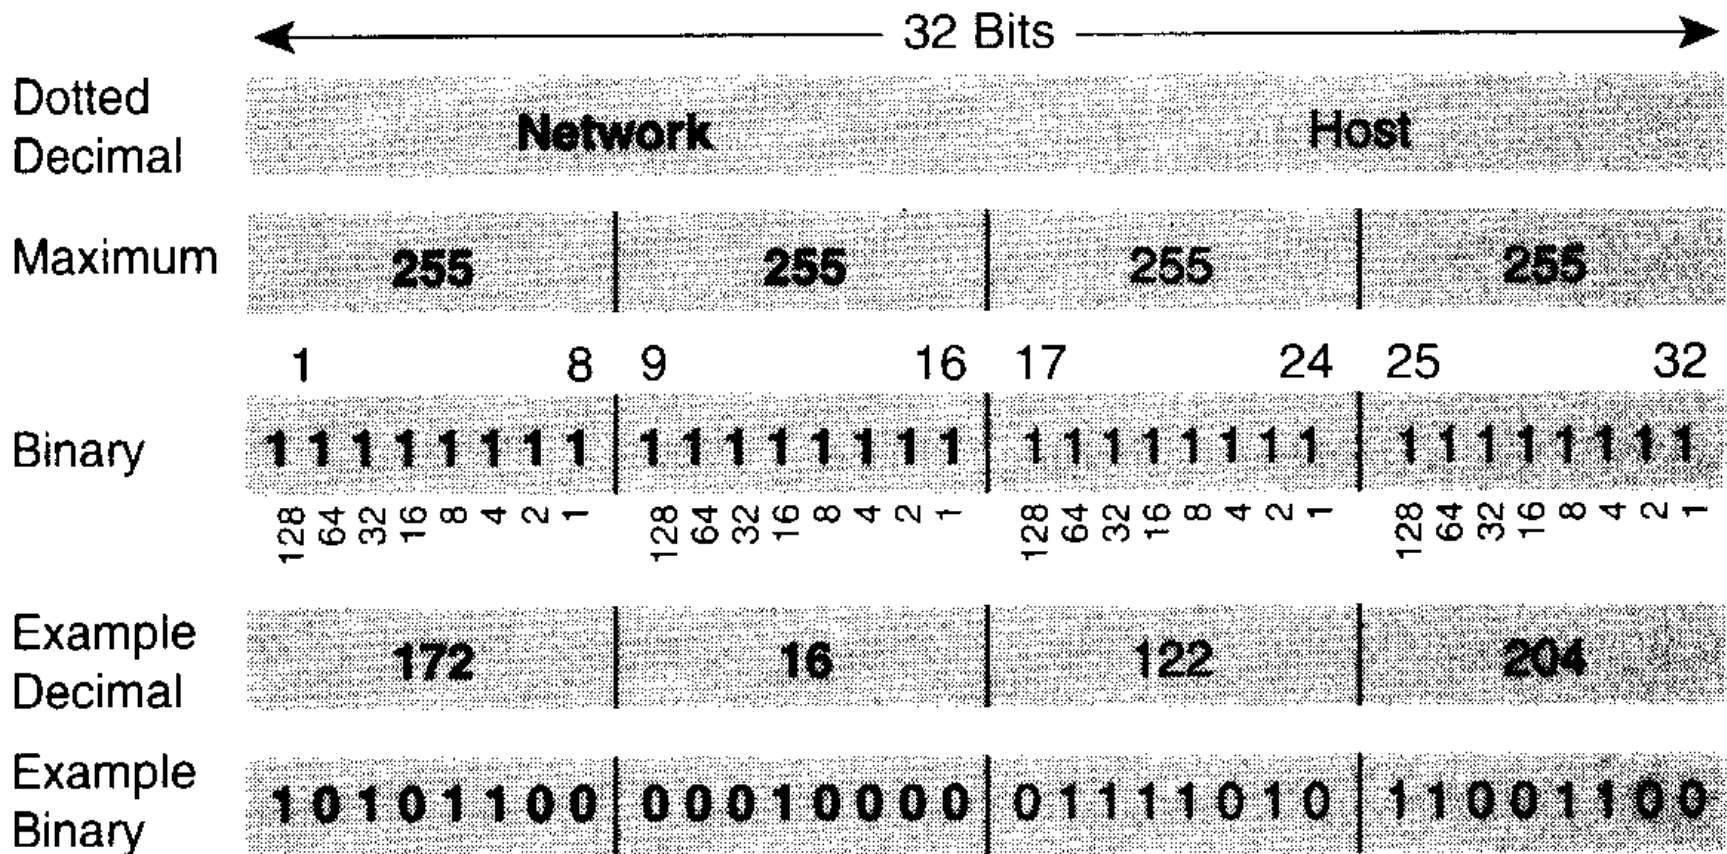 32 Bits
Dotted Decimal
Network Host
Maximum 255 255 255 255
1 8 9 16 17 24 25 32
Binary 1 1 1 1 1 1 1 1 1 1 1 1 1 1 1 1 1 1 1 1 1 1 1 1 1 1 1 1 1 1 1 1
128 64 32 16 8 4 2 1 128 64 32 16 8 4 2 1 128 64 32 16 8 4 2 1 128 64 32 16 8 4 2 1
Example Decimal
172 16 122 204
Example Binary
1 0 1 0 1 1 0 0 0 0 0 1 0 0 0 0 0 1 1 1 1 0 1 0 1 1 0 0 1 1 0 0